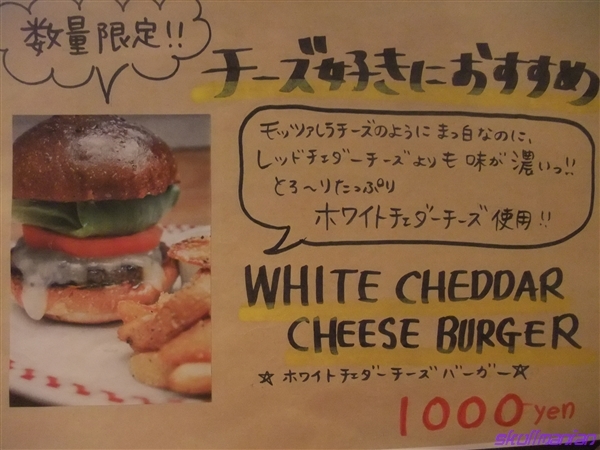 数量限定!!
チーズ好きにおすすめ
モッツァレラチーズのように まっ白なのに、
レッドチェダーチーズよりも 味が濃いっ!!
とろ〜りたっぷり
ホワイトチェダーチーズ 使用!!
WHITE CHEDDAR
CHEESE BURGER
☆ ホワイトチェダーチーズ バーガー ☆
1000 yen
skullmanian